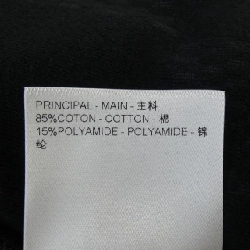 PRINCIPAL - MAIN - 主料
85%COTON - COTTON - 棉
15%POLYAMIDE - POLYAMIDE - 锦
纶